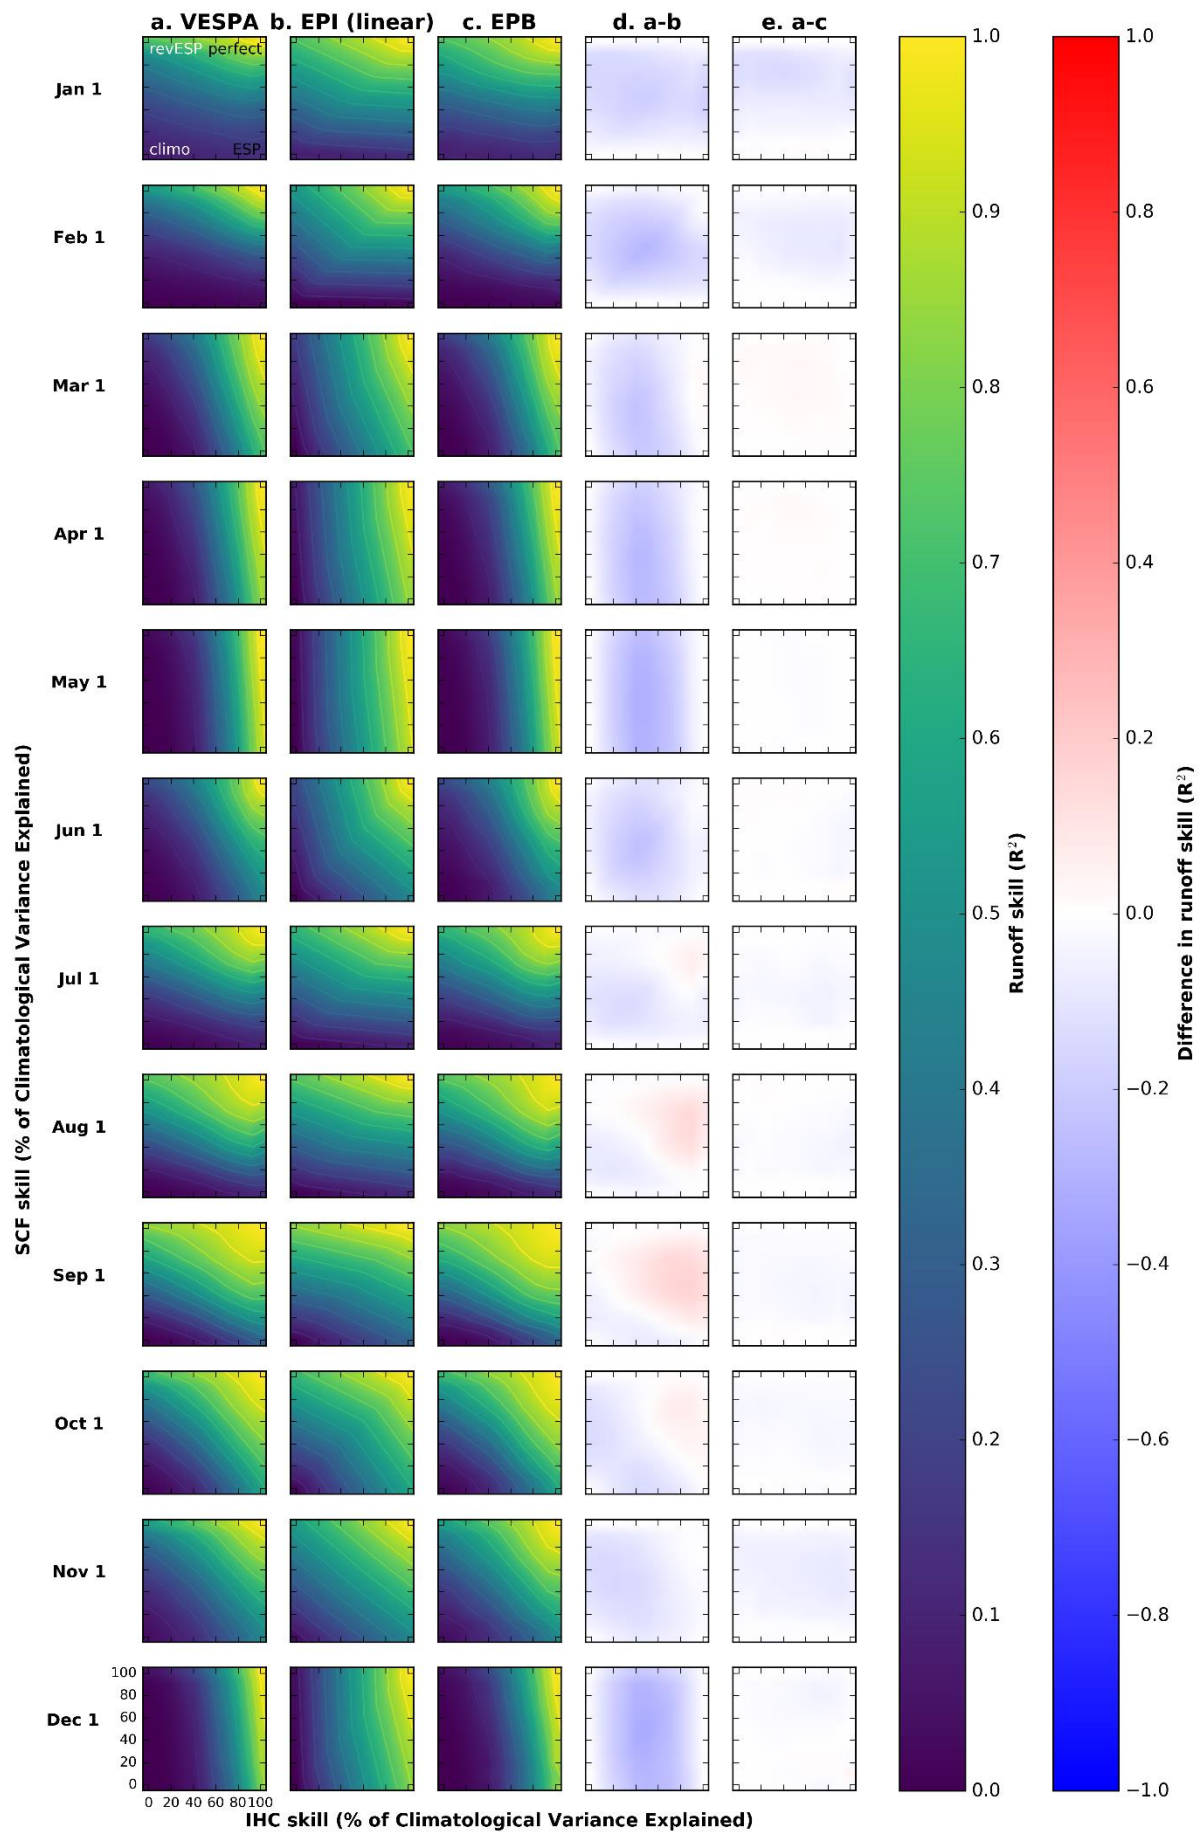 a. VESPA b. EPI (linear) c. EPB d. a-b e. a-c
revESP perfect
climo ESP
Jan 1
Feb 1
Mar 1
Apr 1
May 1
Jun 1
Jul 1
Aug 1
Sep 1
Oct 1
Nov 1
Dec 1
SCF skill (% of Climatological Variance Explained)
100
80
60
40
20
0
0 20 40 60 80 100
IHC skill (% of Climatological Variance Explained)
1.0
0.9
0.8
0.7
0.6
0.5
0.4
0.3
0.2
0.1
0.0
Runoff skill (R²)
1.0
0.8
0.6
0.4
0.2
0.0
−0.2
−0.4
−0.6
−0.8
−1.0
Difference in runoff skill (R²)